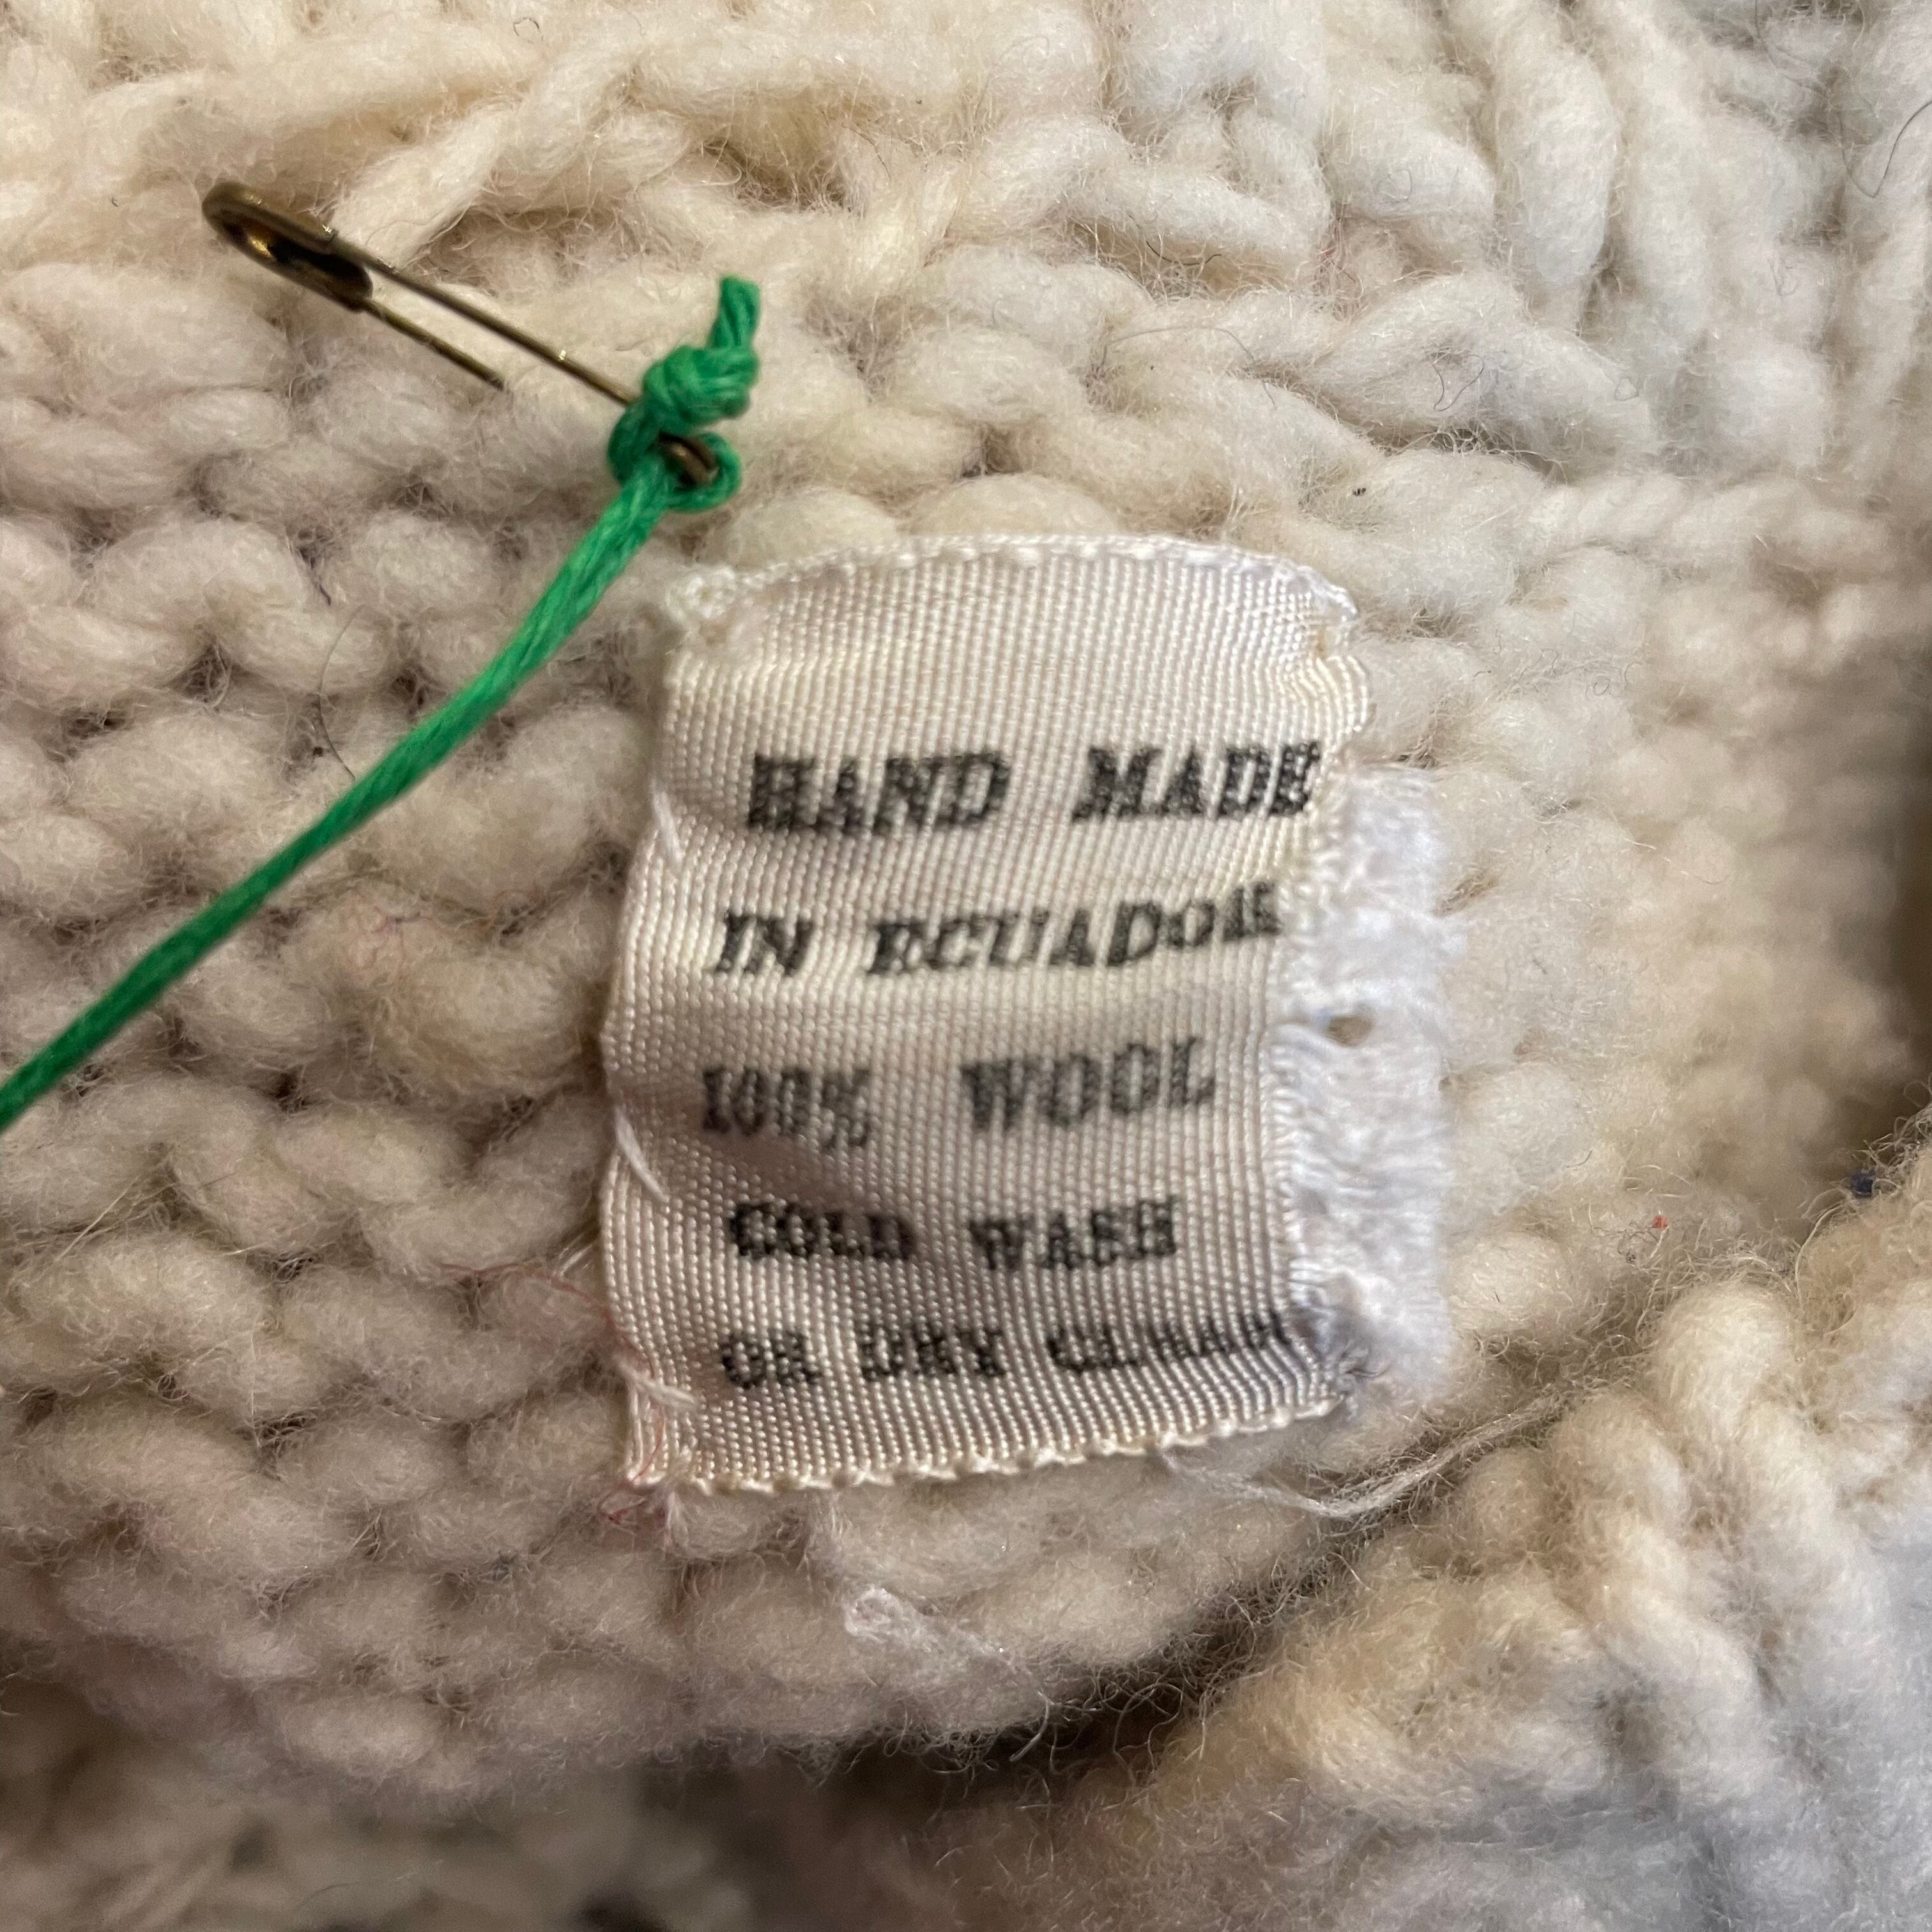 HAND MADE
IN ECUADOR
100% WOOL
COLD WASH
OR DRY CLEAN